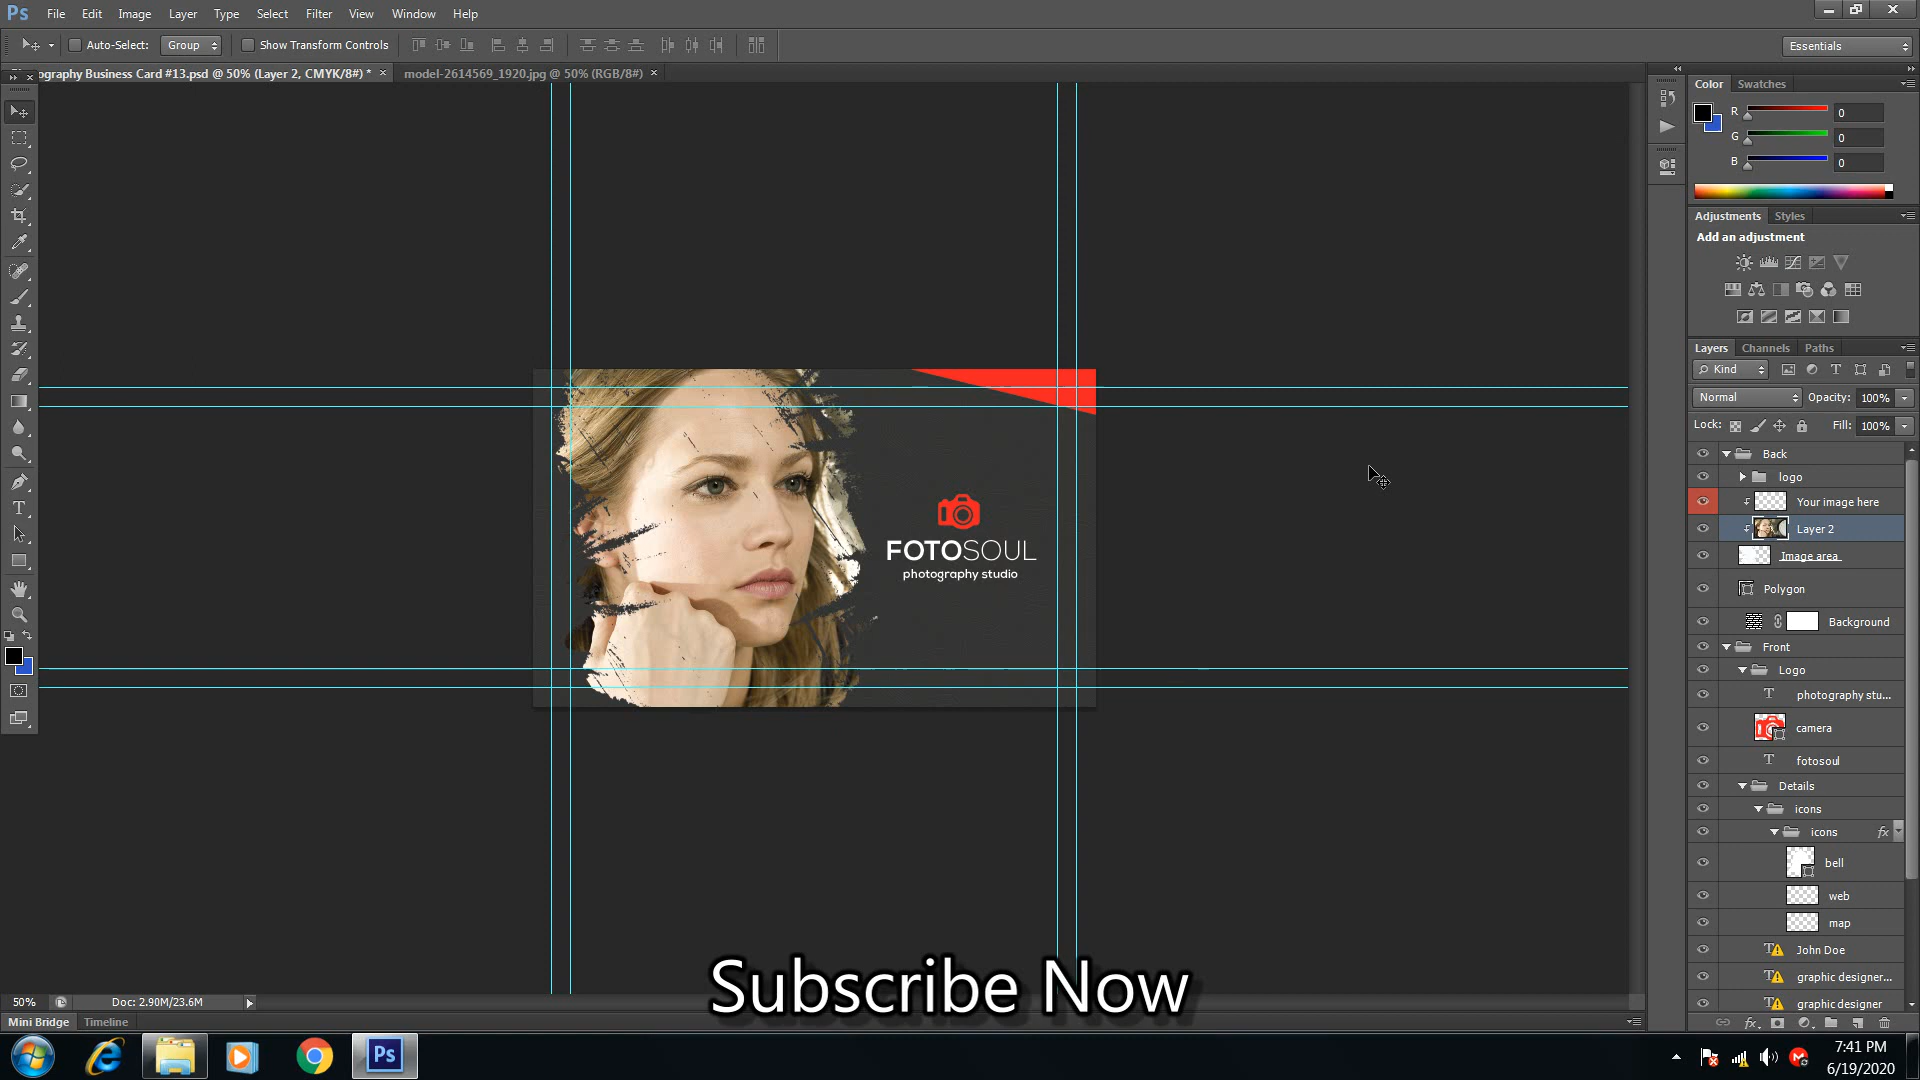 Ps File Edit Image Layer Type Select Filter View Window Help
Auto-Select: Group Show Transform Controls Essentials
ography Business Card #13.psd @ 50% (Layer 2, CMYK/8#) * × model-2614569_1920.jpg @ 50% (RGB/8#) ×
Color Swatches
R 0
G 0
B 0
Adjustments Styles
Add an adjustment
Layers Channels Paths
Kind
Normal Opacity: 100%
Lock: Fill: 100%
Back
logo
Your image here
Layer 2
Image area
Polygon
Background
Front
Logo
photography stu...
camera
fotosoul
Details
icons
icons fx
bell
web
map
John Doe
graphic designer...
graphic designer
FOTOSOUL
photography studio
Subscribe Now
50% Doc: 2.90M/23.6M
Mini Bridge Timeline
Ps
7:41 PM
6/19/2020